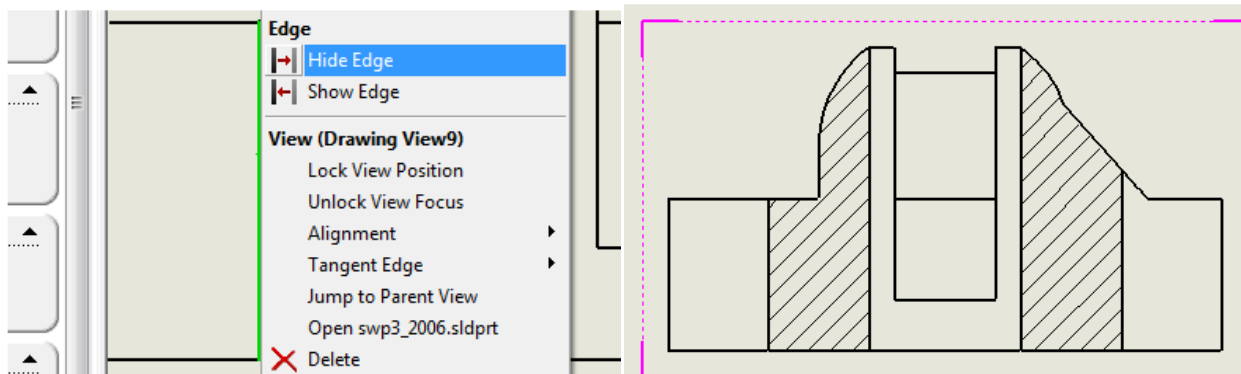 Edge
Hide Edge
Show Edge
View (Drawing View9)
Lock View Position
Unlock View Focus
Alignment
Tangent Edge
Jump to Parent View
Open swp3_2006.sldprt
Delete